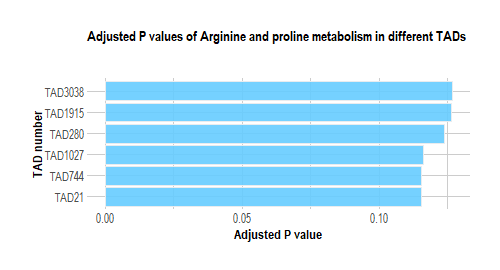 Adjusted P values of Arginine and proline metabolism in different TADs
TAD number
TAD3038
TAD1915
TAD280
TAD1027
TAD744
TAD21
0.00 0.05 0.10
Adjusted P value